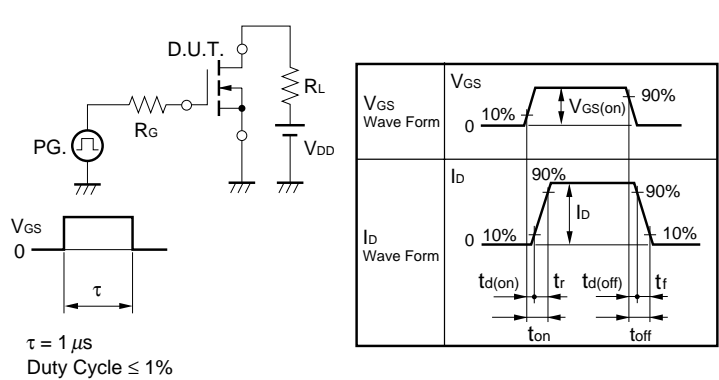 D.U.T.
RL
RG
PG.
VDD
VGS
0
τ
τ = 1 μs
Duty Cycle ≤ 1%
VGS
Wave Form
VGS
10%
90%
VGS(on)
0
ID
Wave Form
ID
90%
90%
ID
0 10%
10%
td(on)
tr
td(off)
tf
ton
toff